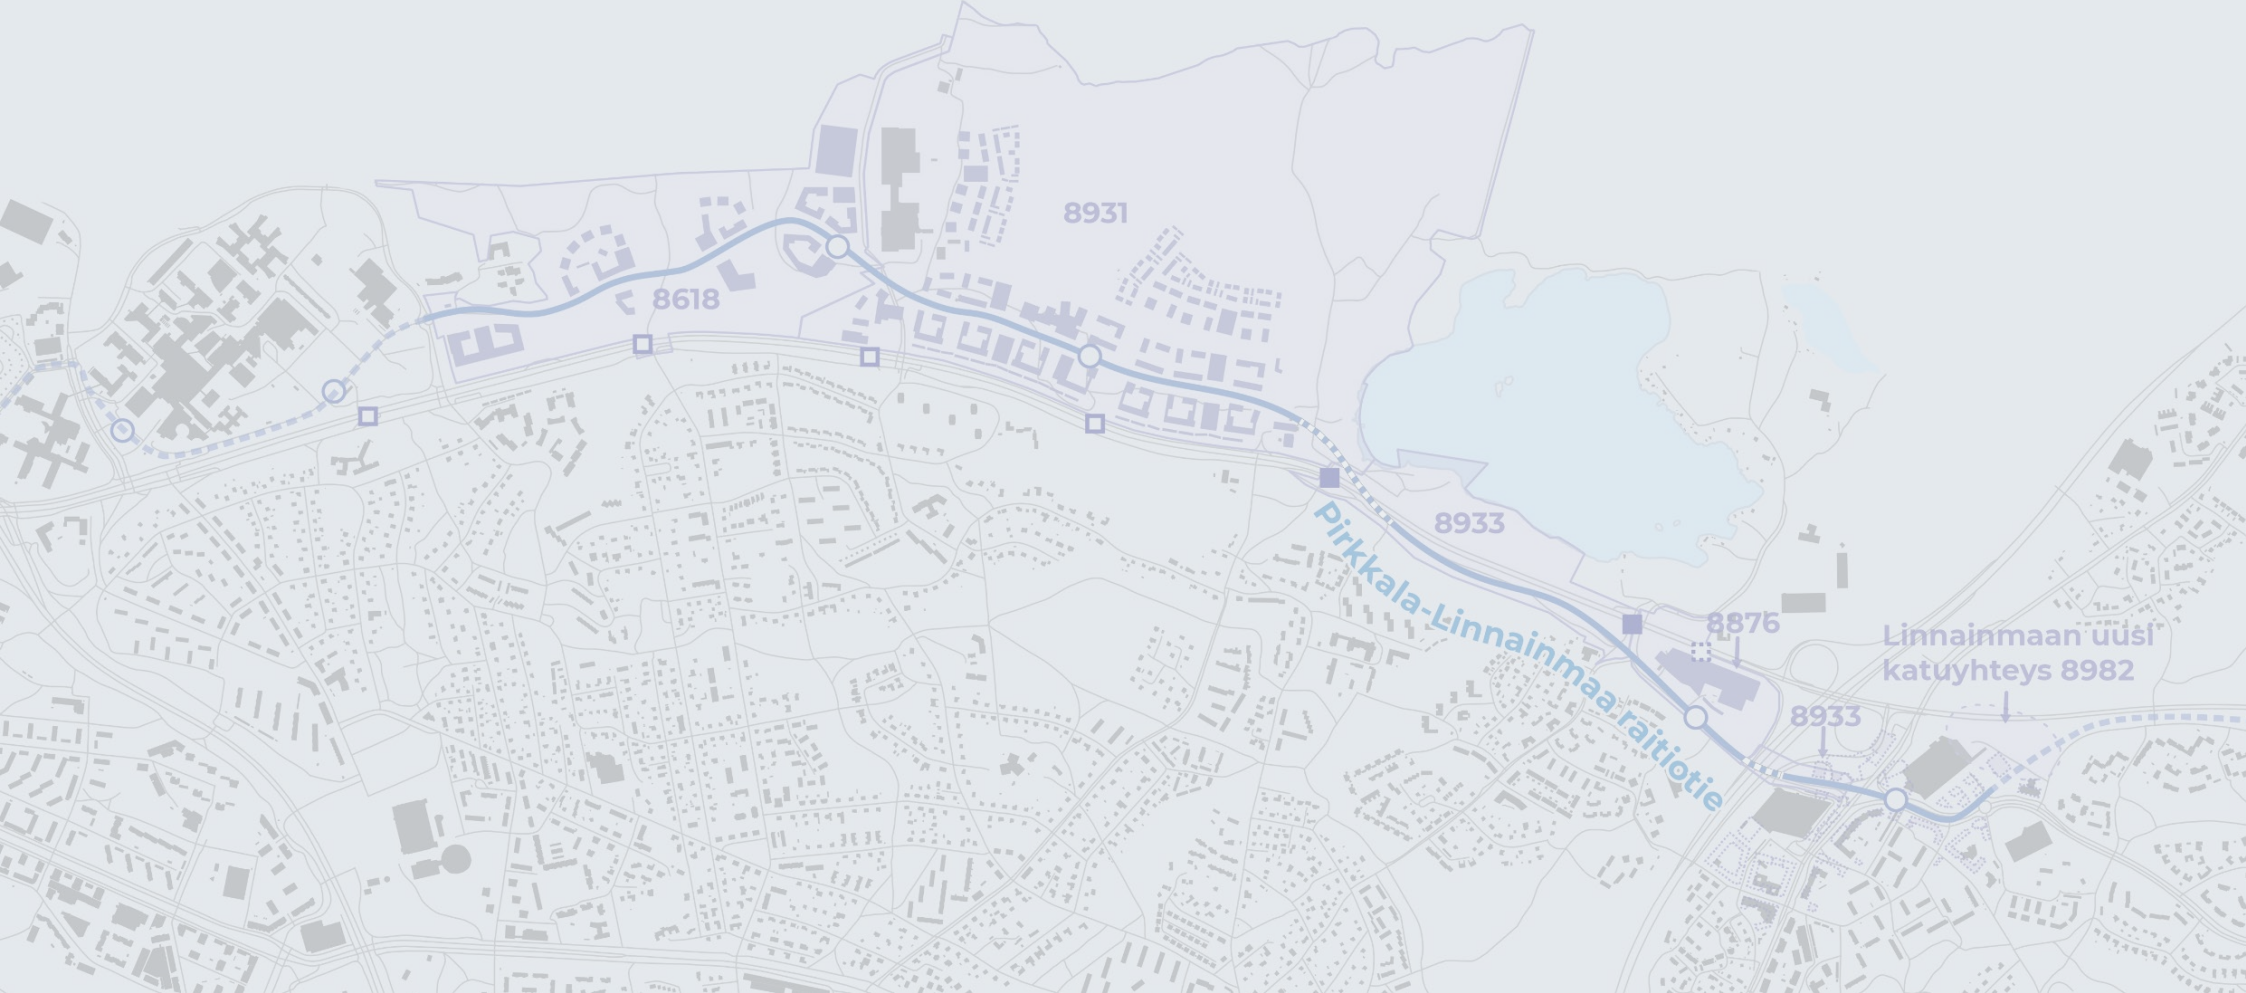 8931
8618
8933
Pirkkala-Linnainmaa raitiotie
8876
Linnainmaan uusi
katuyhteys 8982
8933